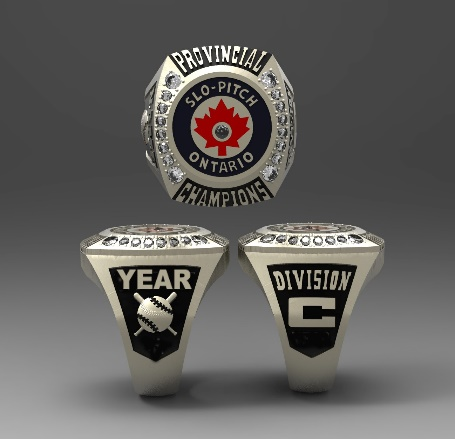 PROVINCIAL
SLO-PITCH
ONTARIO
CHAMPIONS
YEAR
DIVISION
C